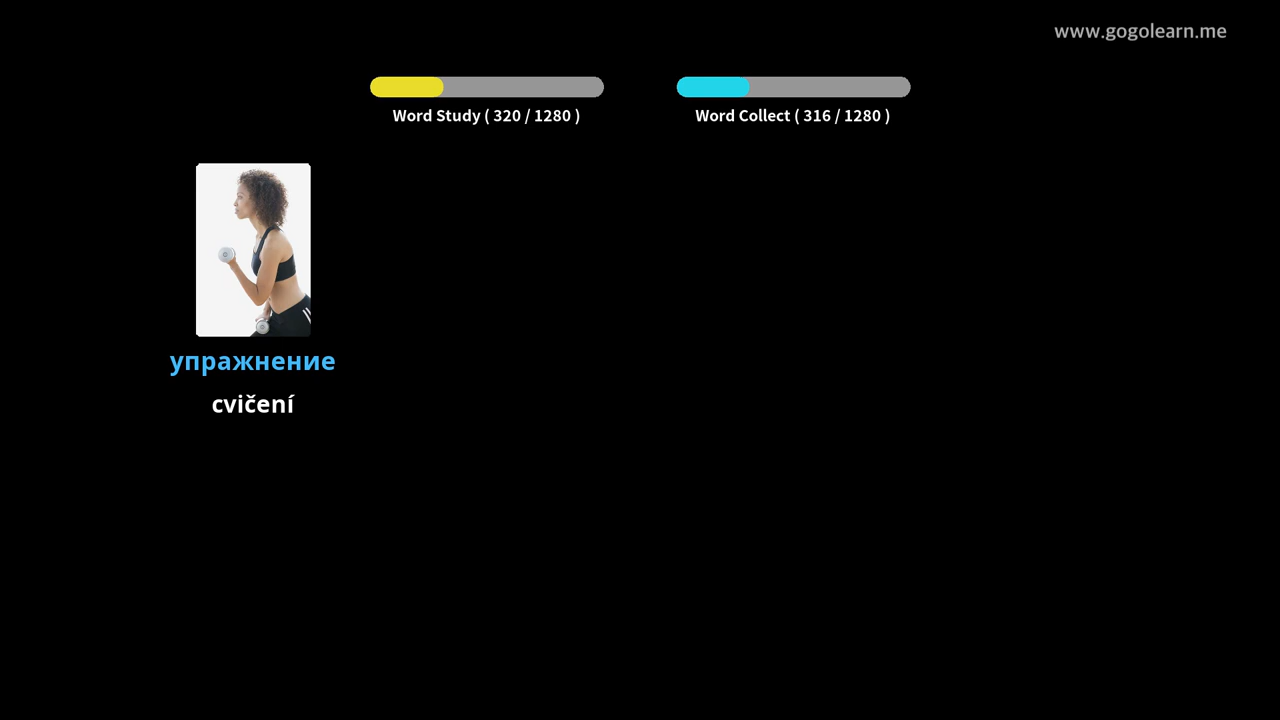 www.gogolearn.me
Word Study ( 320 / 1280 )
Word Collect ( 316 / 1280 )
упражнение
cvičení